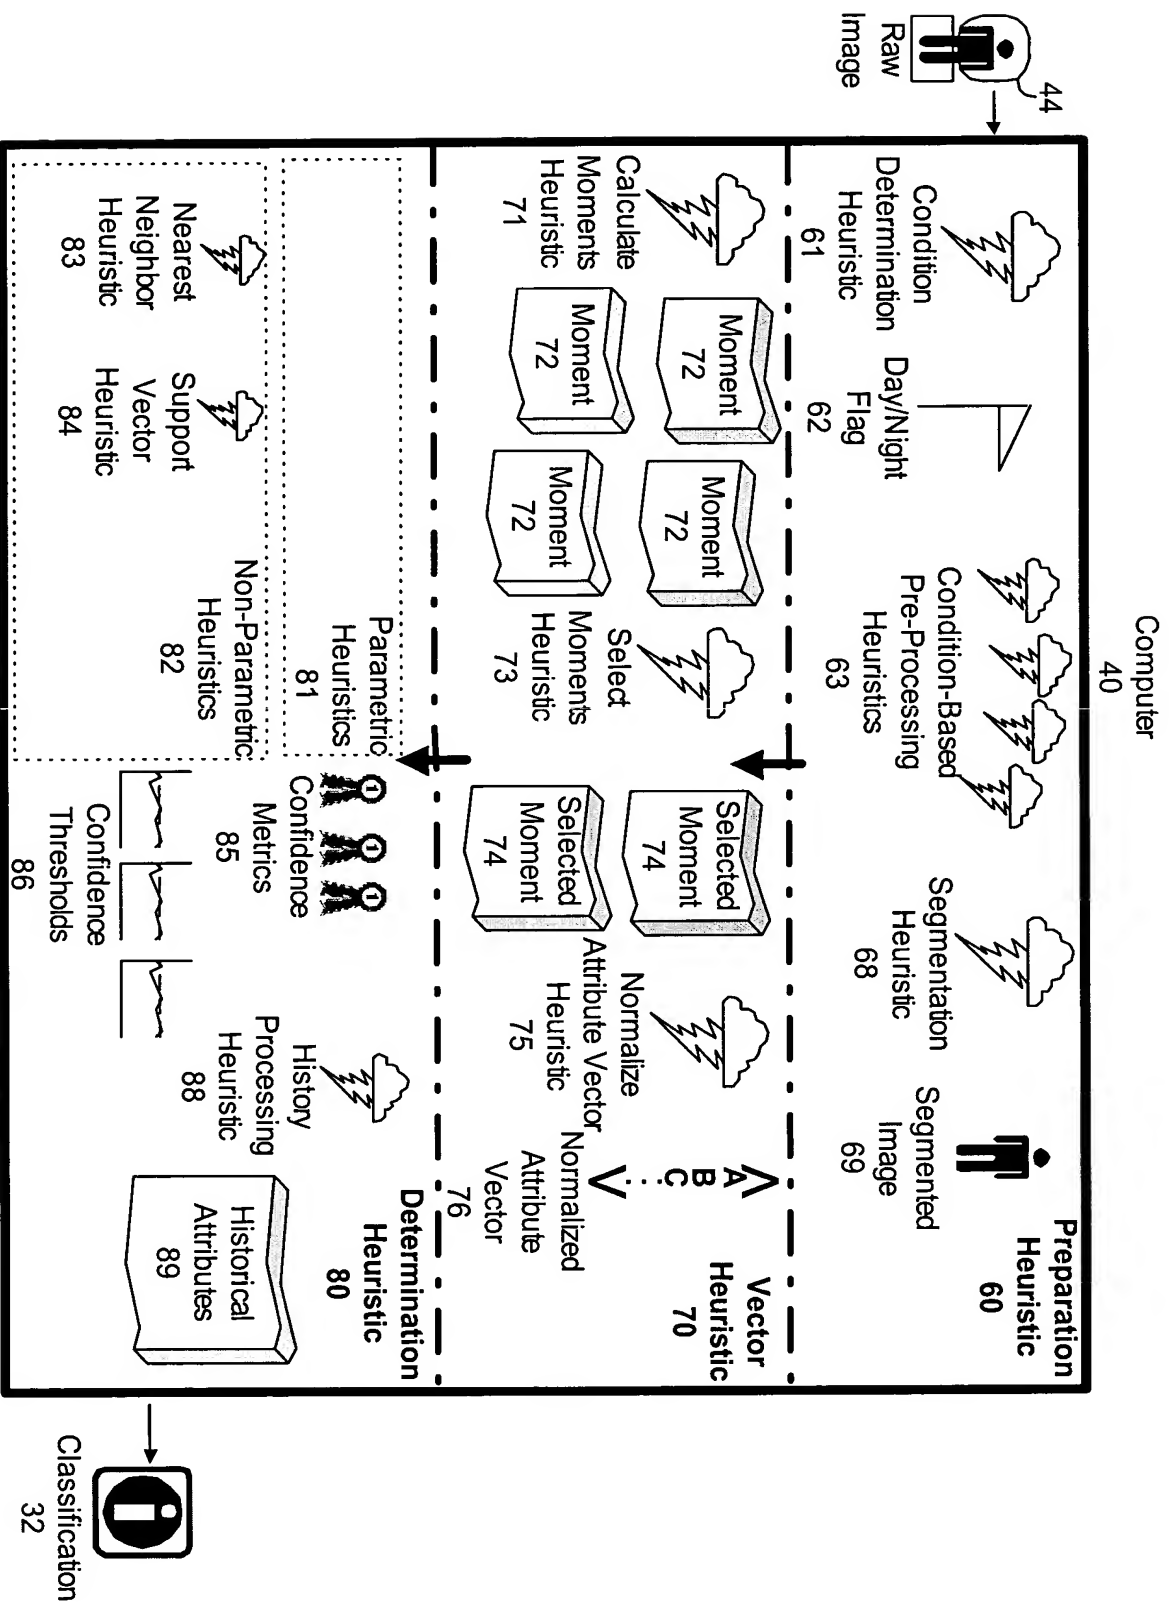 Computer
40
44
Raw
Image
Condition
Determination
Heuristic
61
Day/Night
Flag
62
Condition-Based
Pre-Processing
Heuristics
63
Segmentation
Heuristic
68
Segmented
Image
69
Preparation
Heuristic
60
Calculate
Moments
Heuristic
71
Moment
72
Moment
72
Moment
72
Moment
72
Select
Moments
Heuristic
73
Selected
Moment
74
Selected
Moment
74
Normalize
Attribute Vector
Heuristic
75
<
A
B
C
...
>
Normalized
Attribute
Vector
76
Vector
Heuristic
70
Parametric
Heuristics
81
Nearest
Neighbor
Heuristic
83
Support
Vector
Heuristic
84
Non-Parametric
Heuristics
82
1
1
1
Confidence
Metrics
85
Confidence
Thresholds
86
History
Processing
Heuristic
88
Historical
Attributes
89
Determination
Heuristic
80
Classification
32